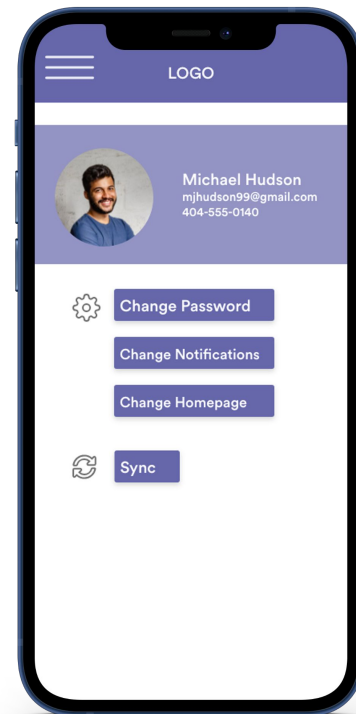 LOGO
Michael Hudson
mjhudson99@gmail.com
404-555-0140
Change Password
Change Notifications
Change Homepage
Sync